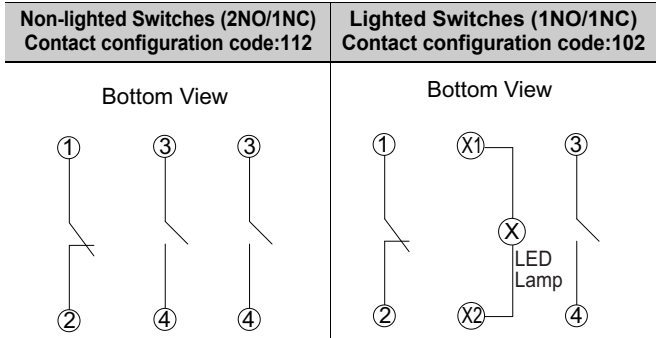 Non-lighted Switches (2NO/1NC)
Contact configuration code:112
Lighted Switches (1NO/1NC)
Contact configuration code:102
Bottom View
1 3 3
2 4 4
Bottom View
1 X1 3
X
LED
Lamp
2 X2 4